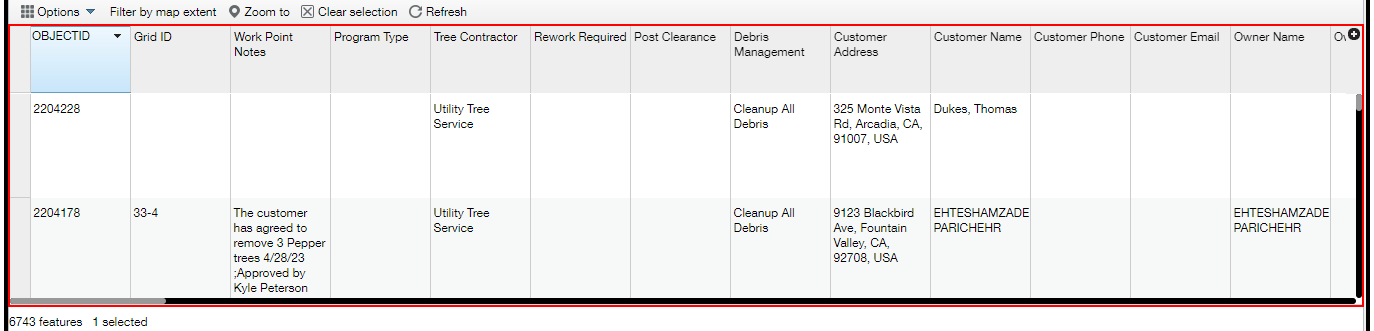 Options Filter by map extent Zoom to Clear selection Refresh
OBJECTID Grid ID Work Point Notes Program Type Tree Contractor Rework Required Post Clearance Debris Management Customer Address Customer Name Customer Phone Customer Email Owner Name
2204228 Utility Tree Service Cleanup All Debris 325 Monte Vista Rd, Arcadia, CA, 91007, USA Dukes, Thomas
2204178 33-4 The customer has agreed to remove 3 Pepper trees 4/28/23 ;Approved by Kyle Peterson Utility Tree Service Cleanup All Debris 9123 Blackbird Ave, Fountain Valley, CA, 92708, USA EHTESHAMZADE PARICHEHR EHTESHAMZADE PARICHEHR
6743 features 1 selected